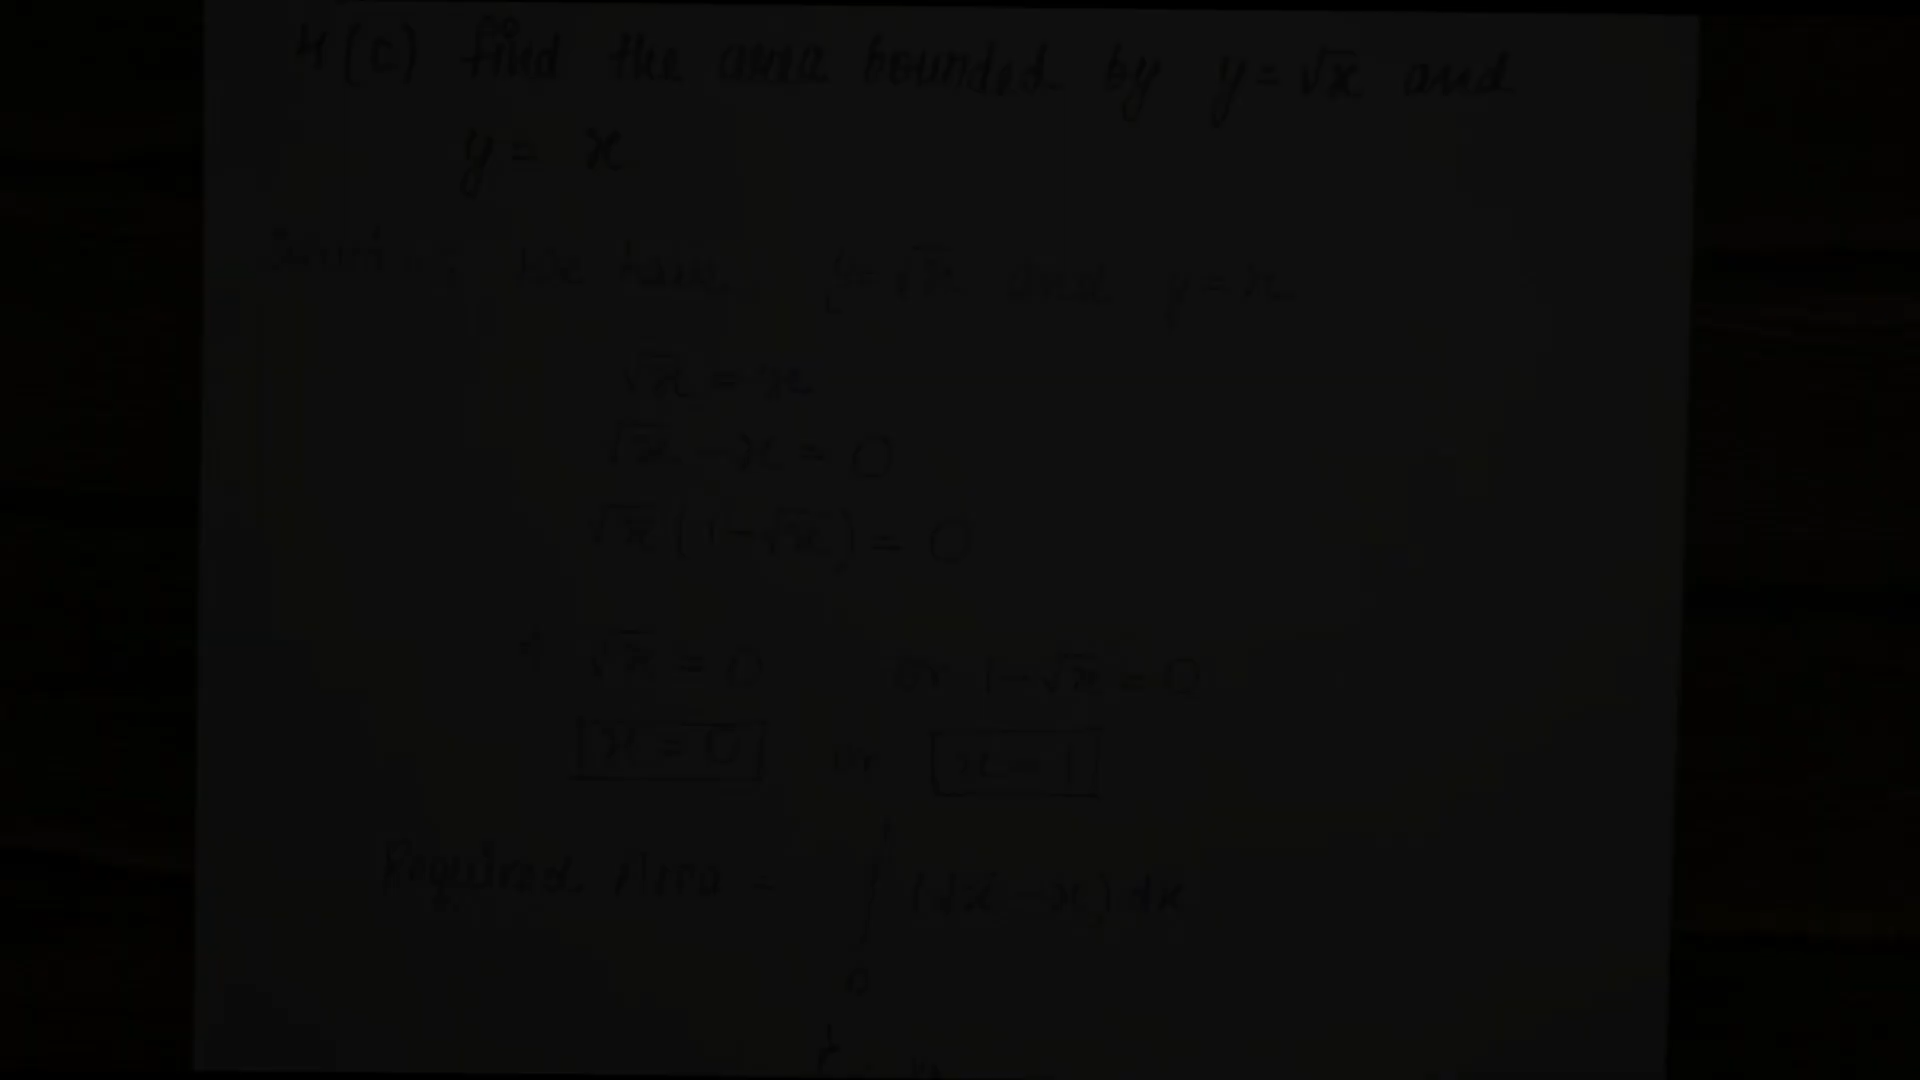 4(c) Find the area bounded by y = √x and
y = x
Solution :- We have y = √x and y = x
√x = x
√x - x = 0
√x (1 - √x) = 0
√x = 0 or 1 - √x = 0
x = 0 or x = 1
Required Area = ∫ (√x - x) dx
0